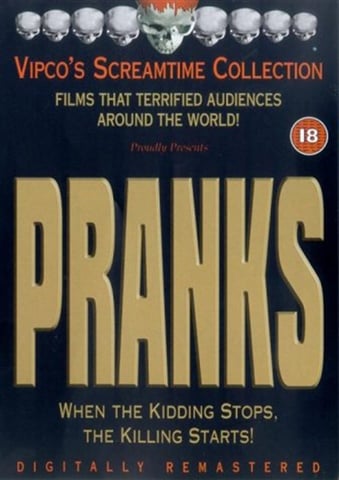 VIPCO'S SCREAMTIME COLLECTION
FILMS THAT TERRIFIED AUDIENCES
AROUND THE WORLD!
18
Proudly Presents
PRANKS
WHEN THE KIDDING STOPS,
THE KILLING STARTS!
DIGITALLY REMASTERED